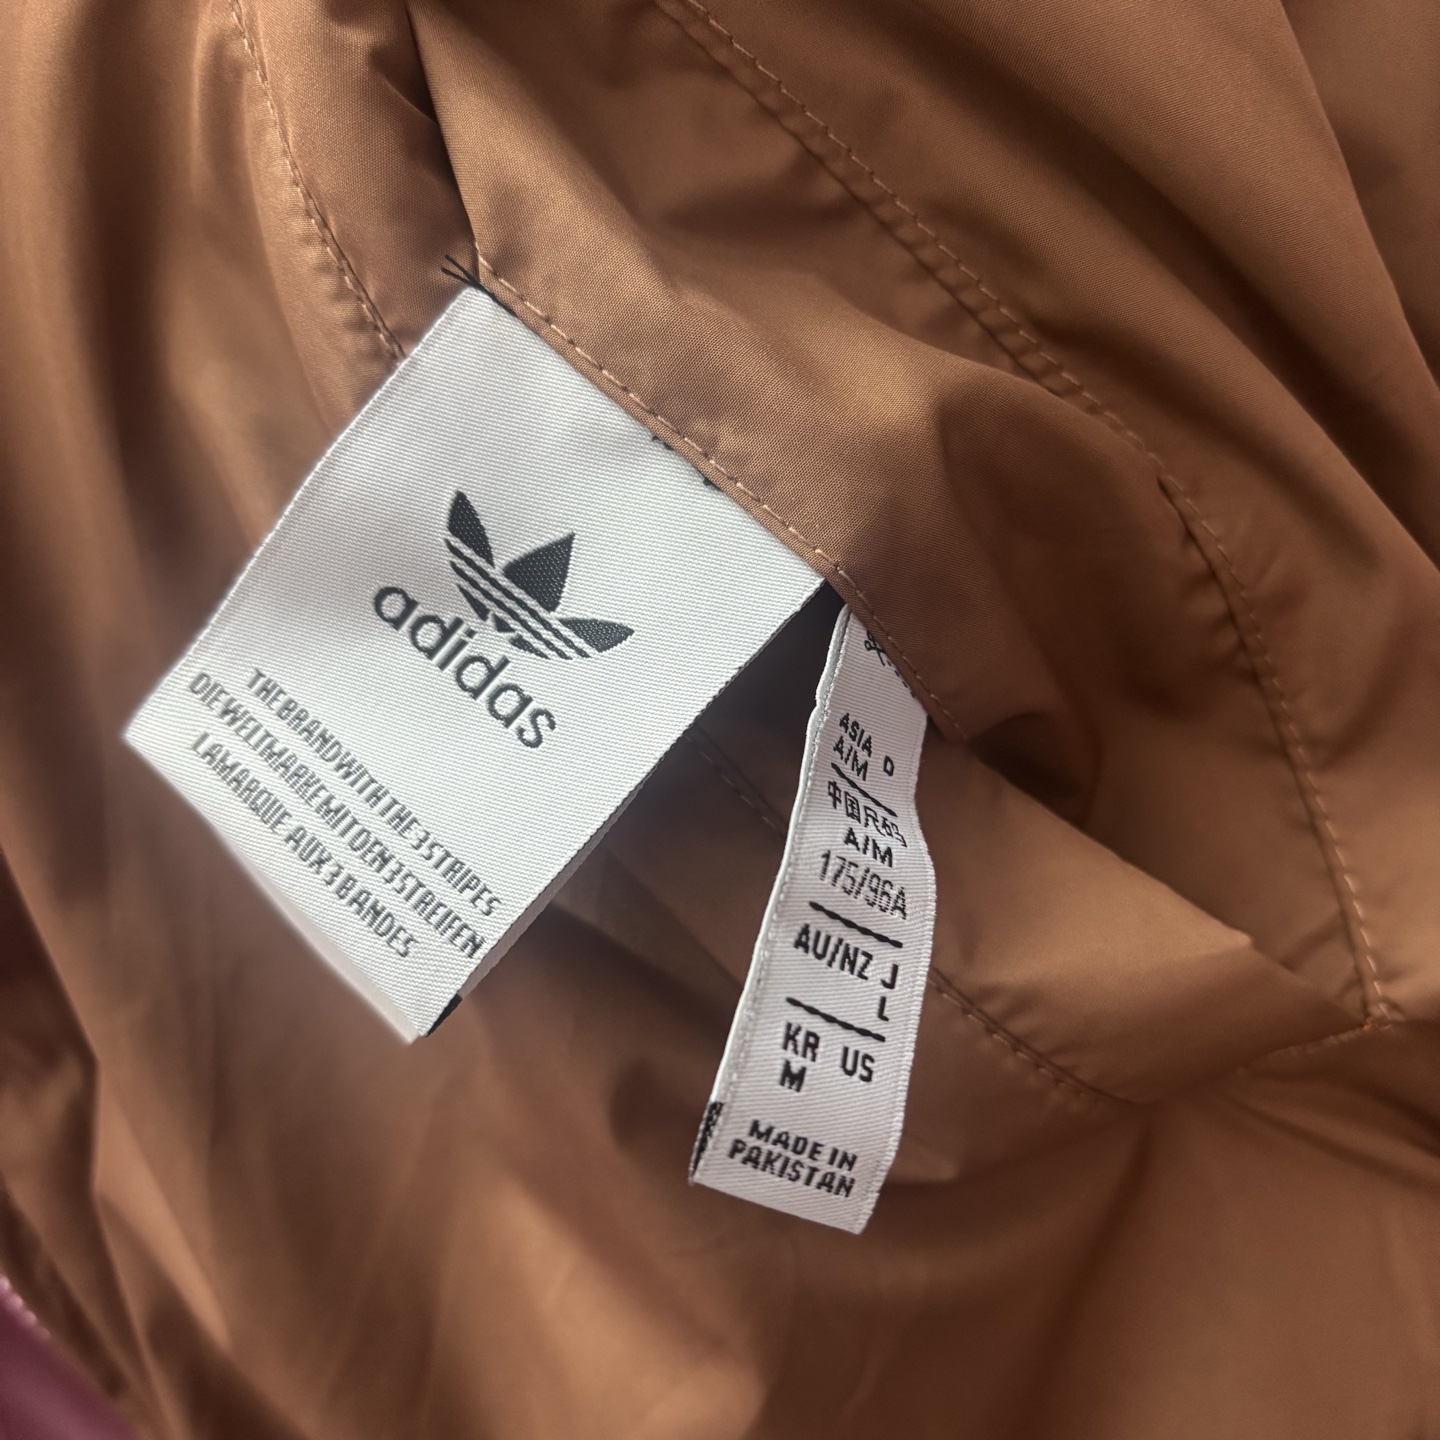 adidas
THE BRAND WITH THE 3 STRIPES
DIE WELTMARKE MIT DEN 3 STREIFEN
LA MARQUE AUX 3 BANDES
ASIA D
A/M
中国尺码
A/M
175/96A
AU/NZ J
L
KR US
M
MADE IN
PAKISTAN